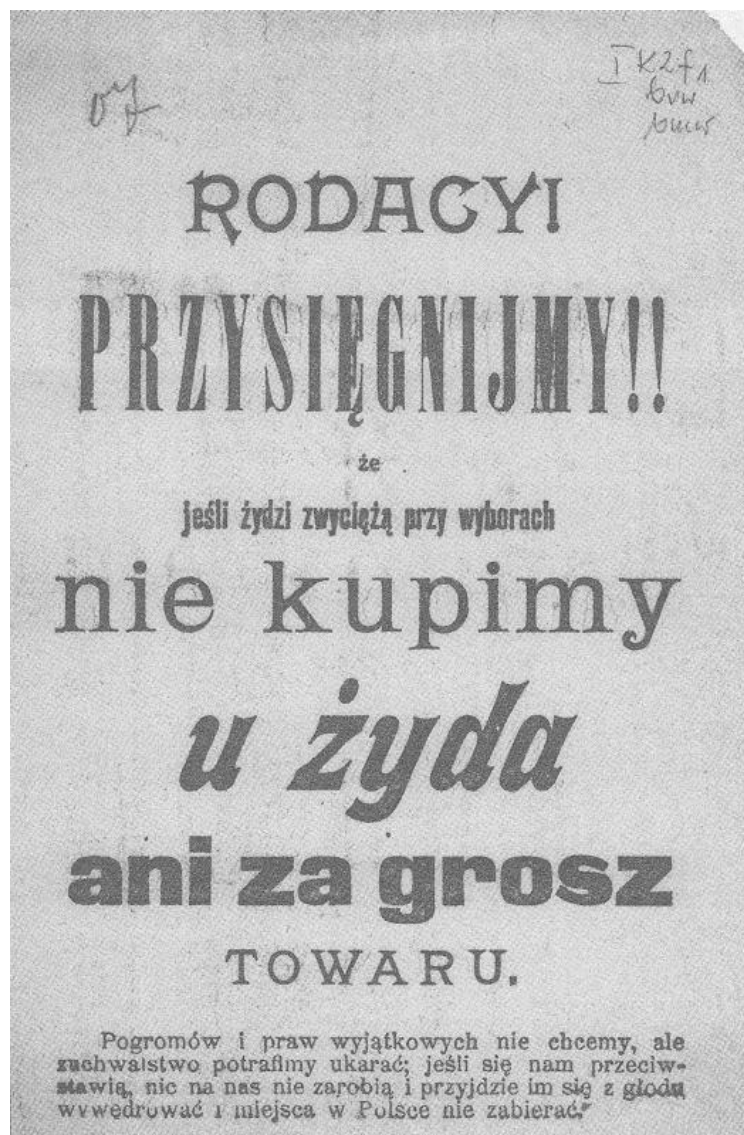 I K2f1
RODACY!
PRZYSIĘGNIJMY!!
że
jeśli żydzi zwyciężą przy wyborach
nie kupimy
u żyda
ani za grosz
TOWARU.
Pogromów i praw wyjątkowych nie chcemy, ale
zuchwalstwo potrafimy ukarać; jeśli się nam przeciw-
stawią, nic na nas nie zarobią i przyjdzie im się z głodu
wywędrować i miejsca w Polsce nie zabierać.